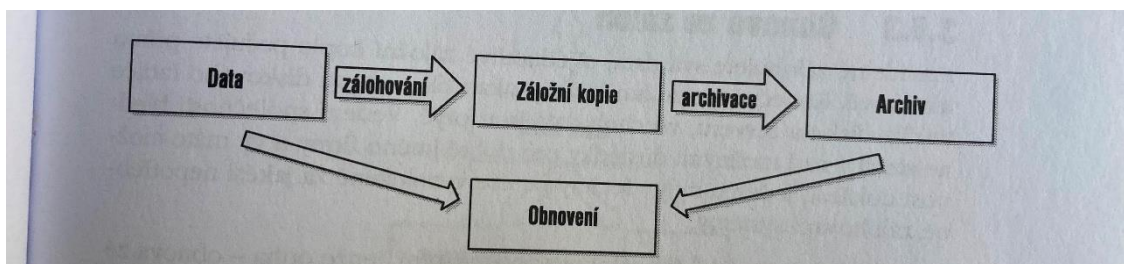 Data
zálohování
Záložní kopie
archivace
Archiv
Obnovení